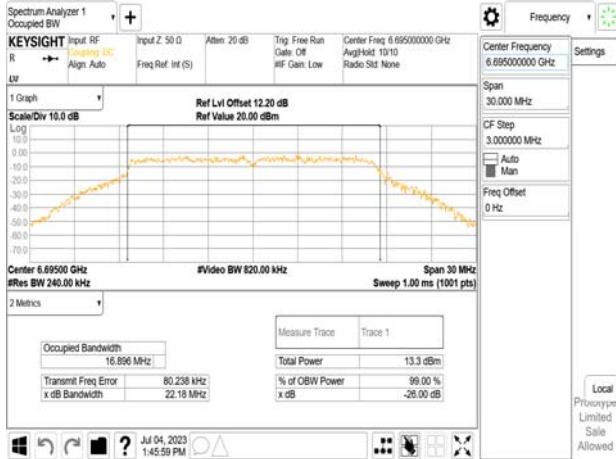 Spectrum Analyzer 1
Occupied BW
+
Frequency
KEYSIGHT
R
LW
Input: RF
Coupling: DC
Align: Auto
Input Z: 50 Ω
Freq Ref: Int (S)
Atten: 20 dB
Trig: Free Run
Gate: Off
#IF Gain: Low
Center Freq: 6.695000000 GHz
Avg|Hold: 10/10
Radio Std: None
Center Frequency
6.695000000 GHz
Settings
Span
30.000 MHz
CF Step
3.000000 MHz
Auto
Man
Freq Offset
0 Hz
1 Graph
Scale/Div 10.0 dB
Ref Lvl Offset 12.20 dB
Ref Value 20.00 dBm
Log
10.0
0.00
-10.0
-20.0
-30.0
-40.0
-50.0
-60.0
-70.0
Center 6.69500 GHz
#Res BW 240.00 kHz
#Video BW 820.00 kHz
Span 30 MHz
Sweep 1.00 ms (1001 pts)
2 Metrics
Measure Trace
Trace 1
Occupied Bandwidth
16.896 MHz
Total Power
13.3 dBm
Transmit Freq Error
80.238 kHz
% of OBW Power
99.00 %
x dB Bandwidth
22.18 MHz
x dB
-26.00 dB
Local
Prototype
Limited
Sale
Allowed
?
Jul 04, 2023
1:45:59 PM